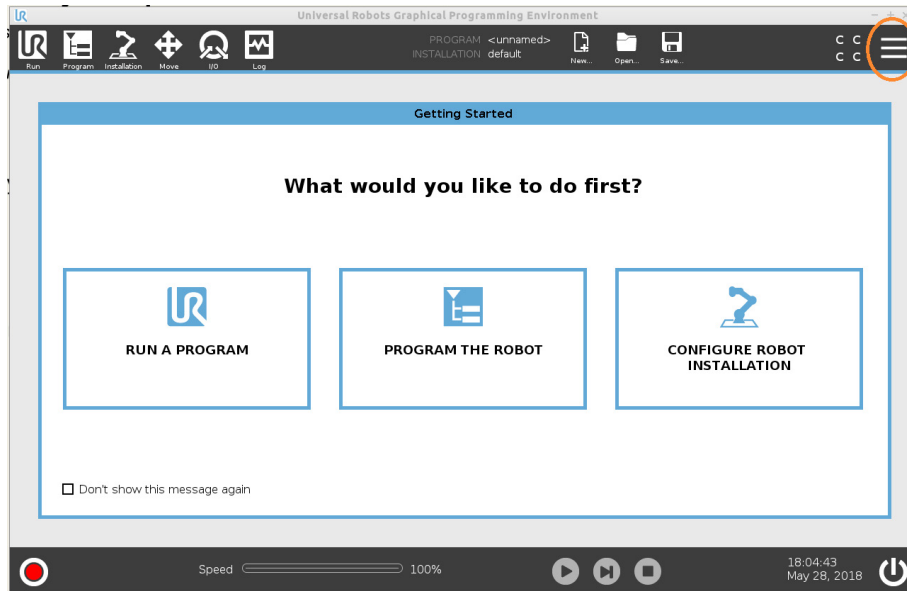 Universal Robots Graphical Programming Environment
PROGRAM <unnamed>
INSTALLATION default
Run Program Installation Move I/O Log New... Open... Save...
C C
C C
Getting Started
What would you like to do first?
RUN A PROGRAM
PROGRAM THE ROBOT
CONFIGURE ROBOT
INSTALLATION
Don't show this message again
Speed 100%
18:04:43
May 28, 2018